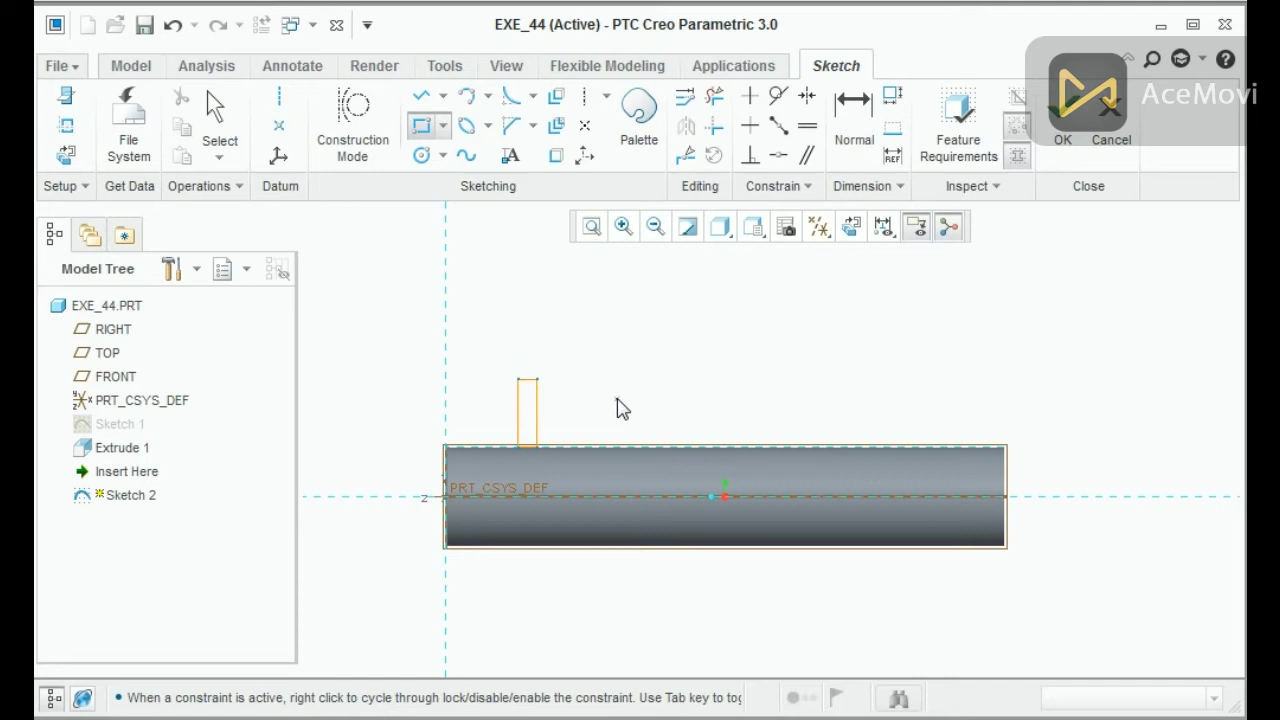 EXE_44 (Active) - PTC Creo Parametric 3.0
File Model Analysis Annotate Render Tools View Flexible Modeling Applications Sketch
AceMovi
File System
Select
Construction Mode
Palette
Normal
REF
Feature Requirements
OK
Cancel
Setup Get Data Operations Datum Sketching Editing Constrain Dimension Inspect Close
Model Tree
EXE_44.PRT
RIGHT
TOP
FRONT
PRT_CSYS_DEF
Sketch 1
Extrude 1
Insert Here
Sketch 2
PRT_CSYS_DEF
Z
• When a constraint is active, right click to cycle through lock/disable/enable the constraint. Use Tab key to tog